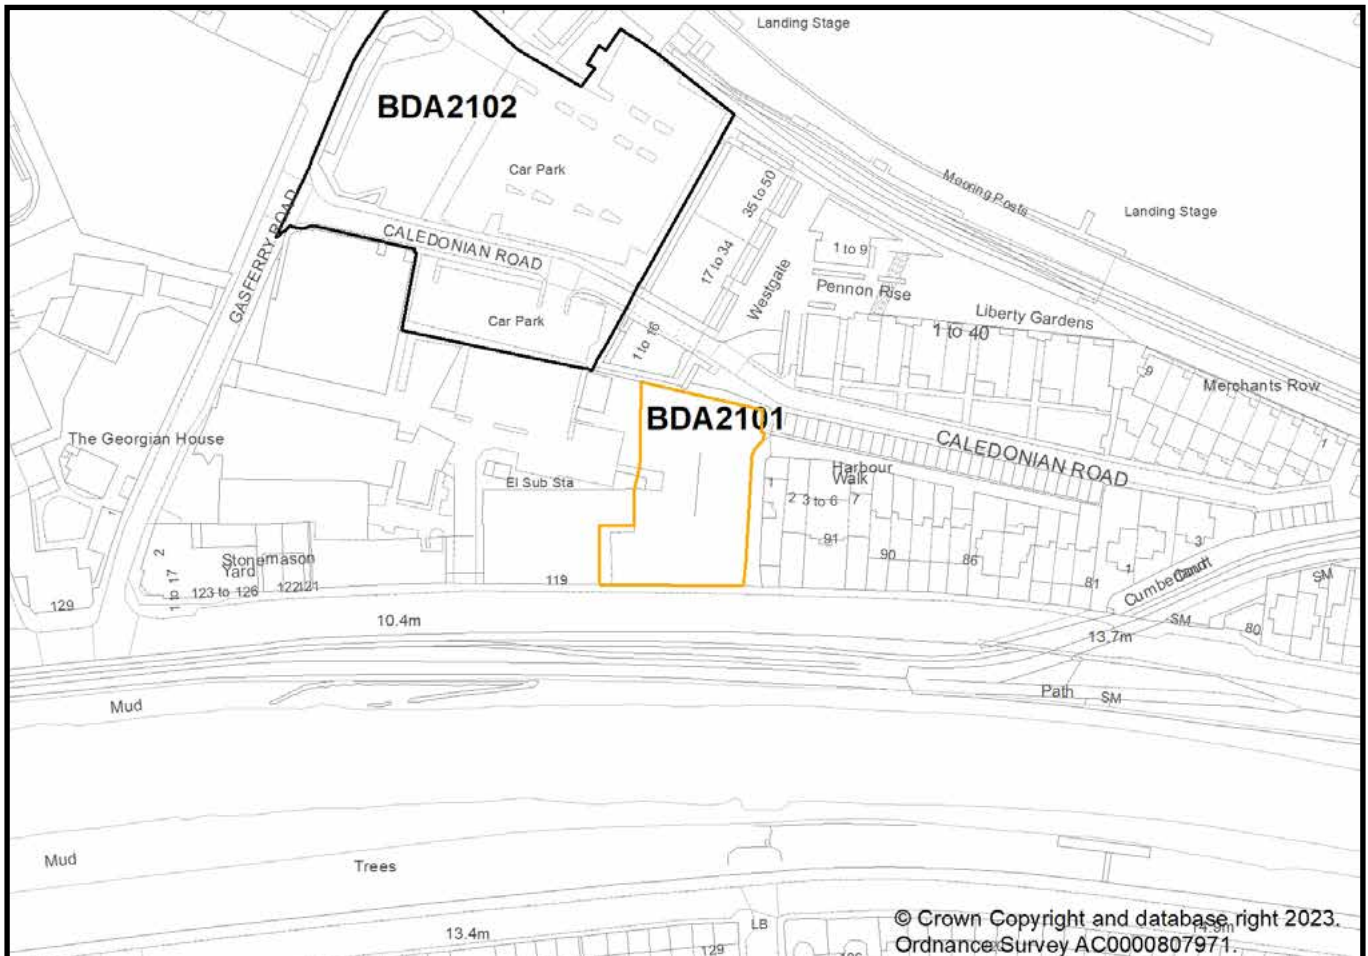 Landing Stage
BDA2102
Car Park
Mooring Posts
35 to 50
Landing Stage
GASFERRY ROAD
CALEDONIAN ROAD
17 to 34
1 to 9
Westgate
Pennon Rise
Liberty Gardens
Car Park
1 to 16
1 to 40
9
Merchants Row
BDA2101
The Georgian House
1
CALEDONIAN ROAD
Harbour
Walk
El Sub Sta
1
2
3 to 6
7
91
90
86
3
2
Stonemason
Yard
1 to 17
123 to 126
122
121
119
81
1
Cumberland
Court
SM
129
10.4m
SM
80
13.7m
Path
SM
Mud
Mud
Trees
13.4m
LB
129
14.9m
© Crown Copyright and database right 2023.
Ordnance Survey AC0000807971.